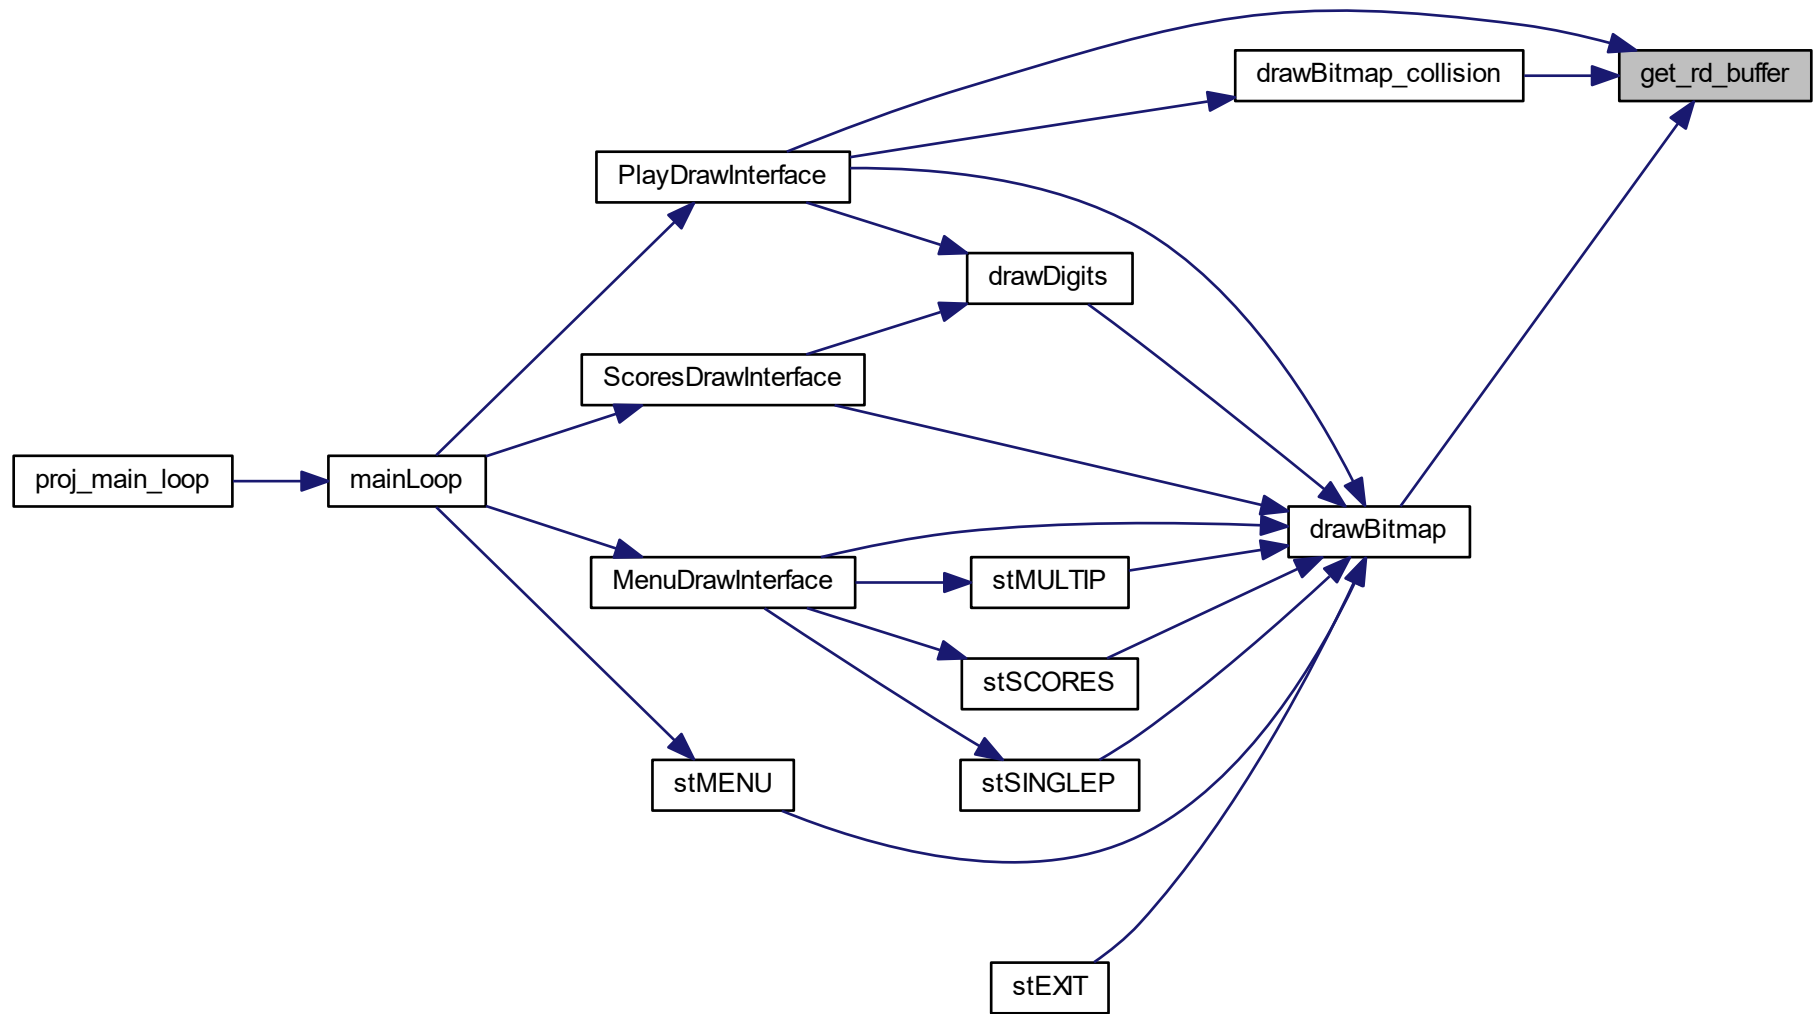 get_rd_buffer
drawBitmap_collision
PlayDrawInterface
drawDigits
ScoresDrawInterface
proj_main_loop
mainLoop
drawBitmap
MenuDrawInterface
stMULTIP
stSCORES
stMENU
stSINGLEP
stEXIT